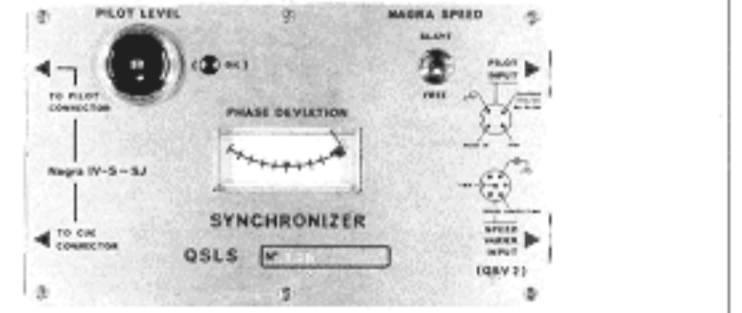 PILOT LEVEL
NAGRA SPEED
SLAVE
( OK )
PILOT
INPUT
TO PILOT
CONNECTOR
FREE
PHASE DEVIATION
Nagra IV-S-SJ
SYNCHRONIZER
TO CUE
CONNECTOR
SPEED
VARIER
INPUT
QSLS
N°
(QSV 2)